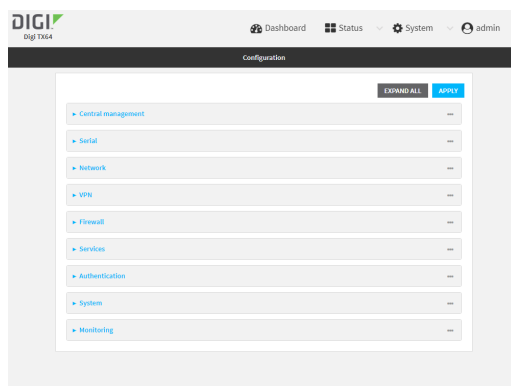 DIGI
Digi TX64
Dashboard Status System admin
Configuration
EXPAND ALL APPLY
Central management
Serial
Network
VPN
Firewall
Services
Authentication
System
Monitoring